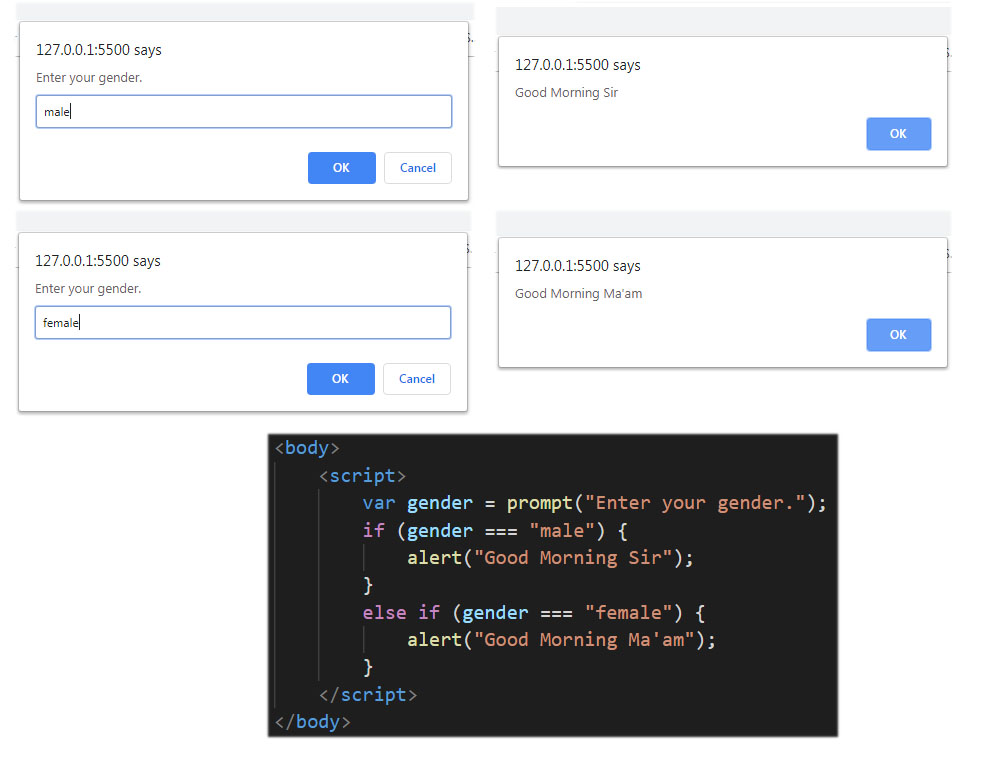 127.0.0.1:5500 says
Enter your gender.
male
OK
Cancel
127.0.0.1:5500 says
Good Morning Sir
OK
127.0.0.1:5500 says
Enter your gender.
female
OK
Cancel
127.0.0.1:5500 says
Good Morning Ma'am
OK
<body>
<script>
var gender = prompt("Enter your gender.");
if (gender === "male") {
alert("Good Morning Sir");
}
else if (gender === "female") {
alert("Good Morning Ma'am");
}
</script>
</body>